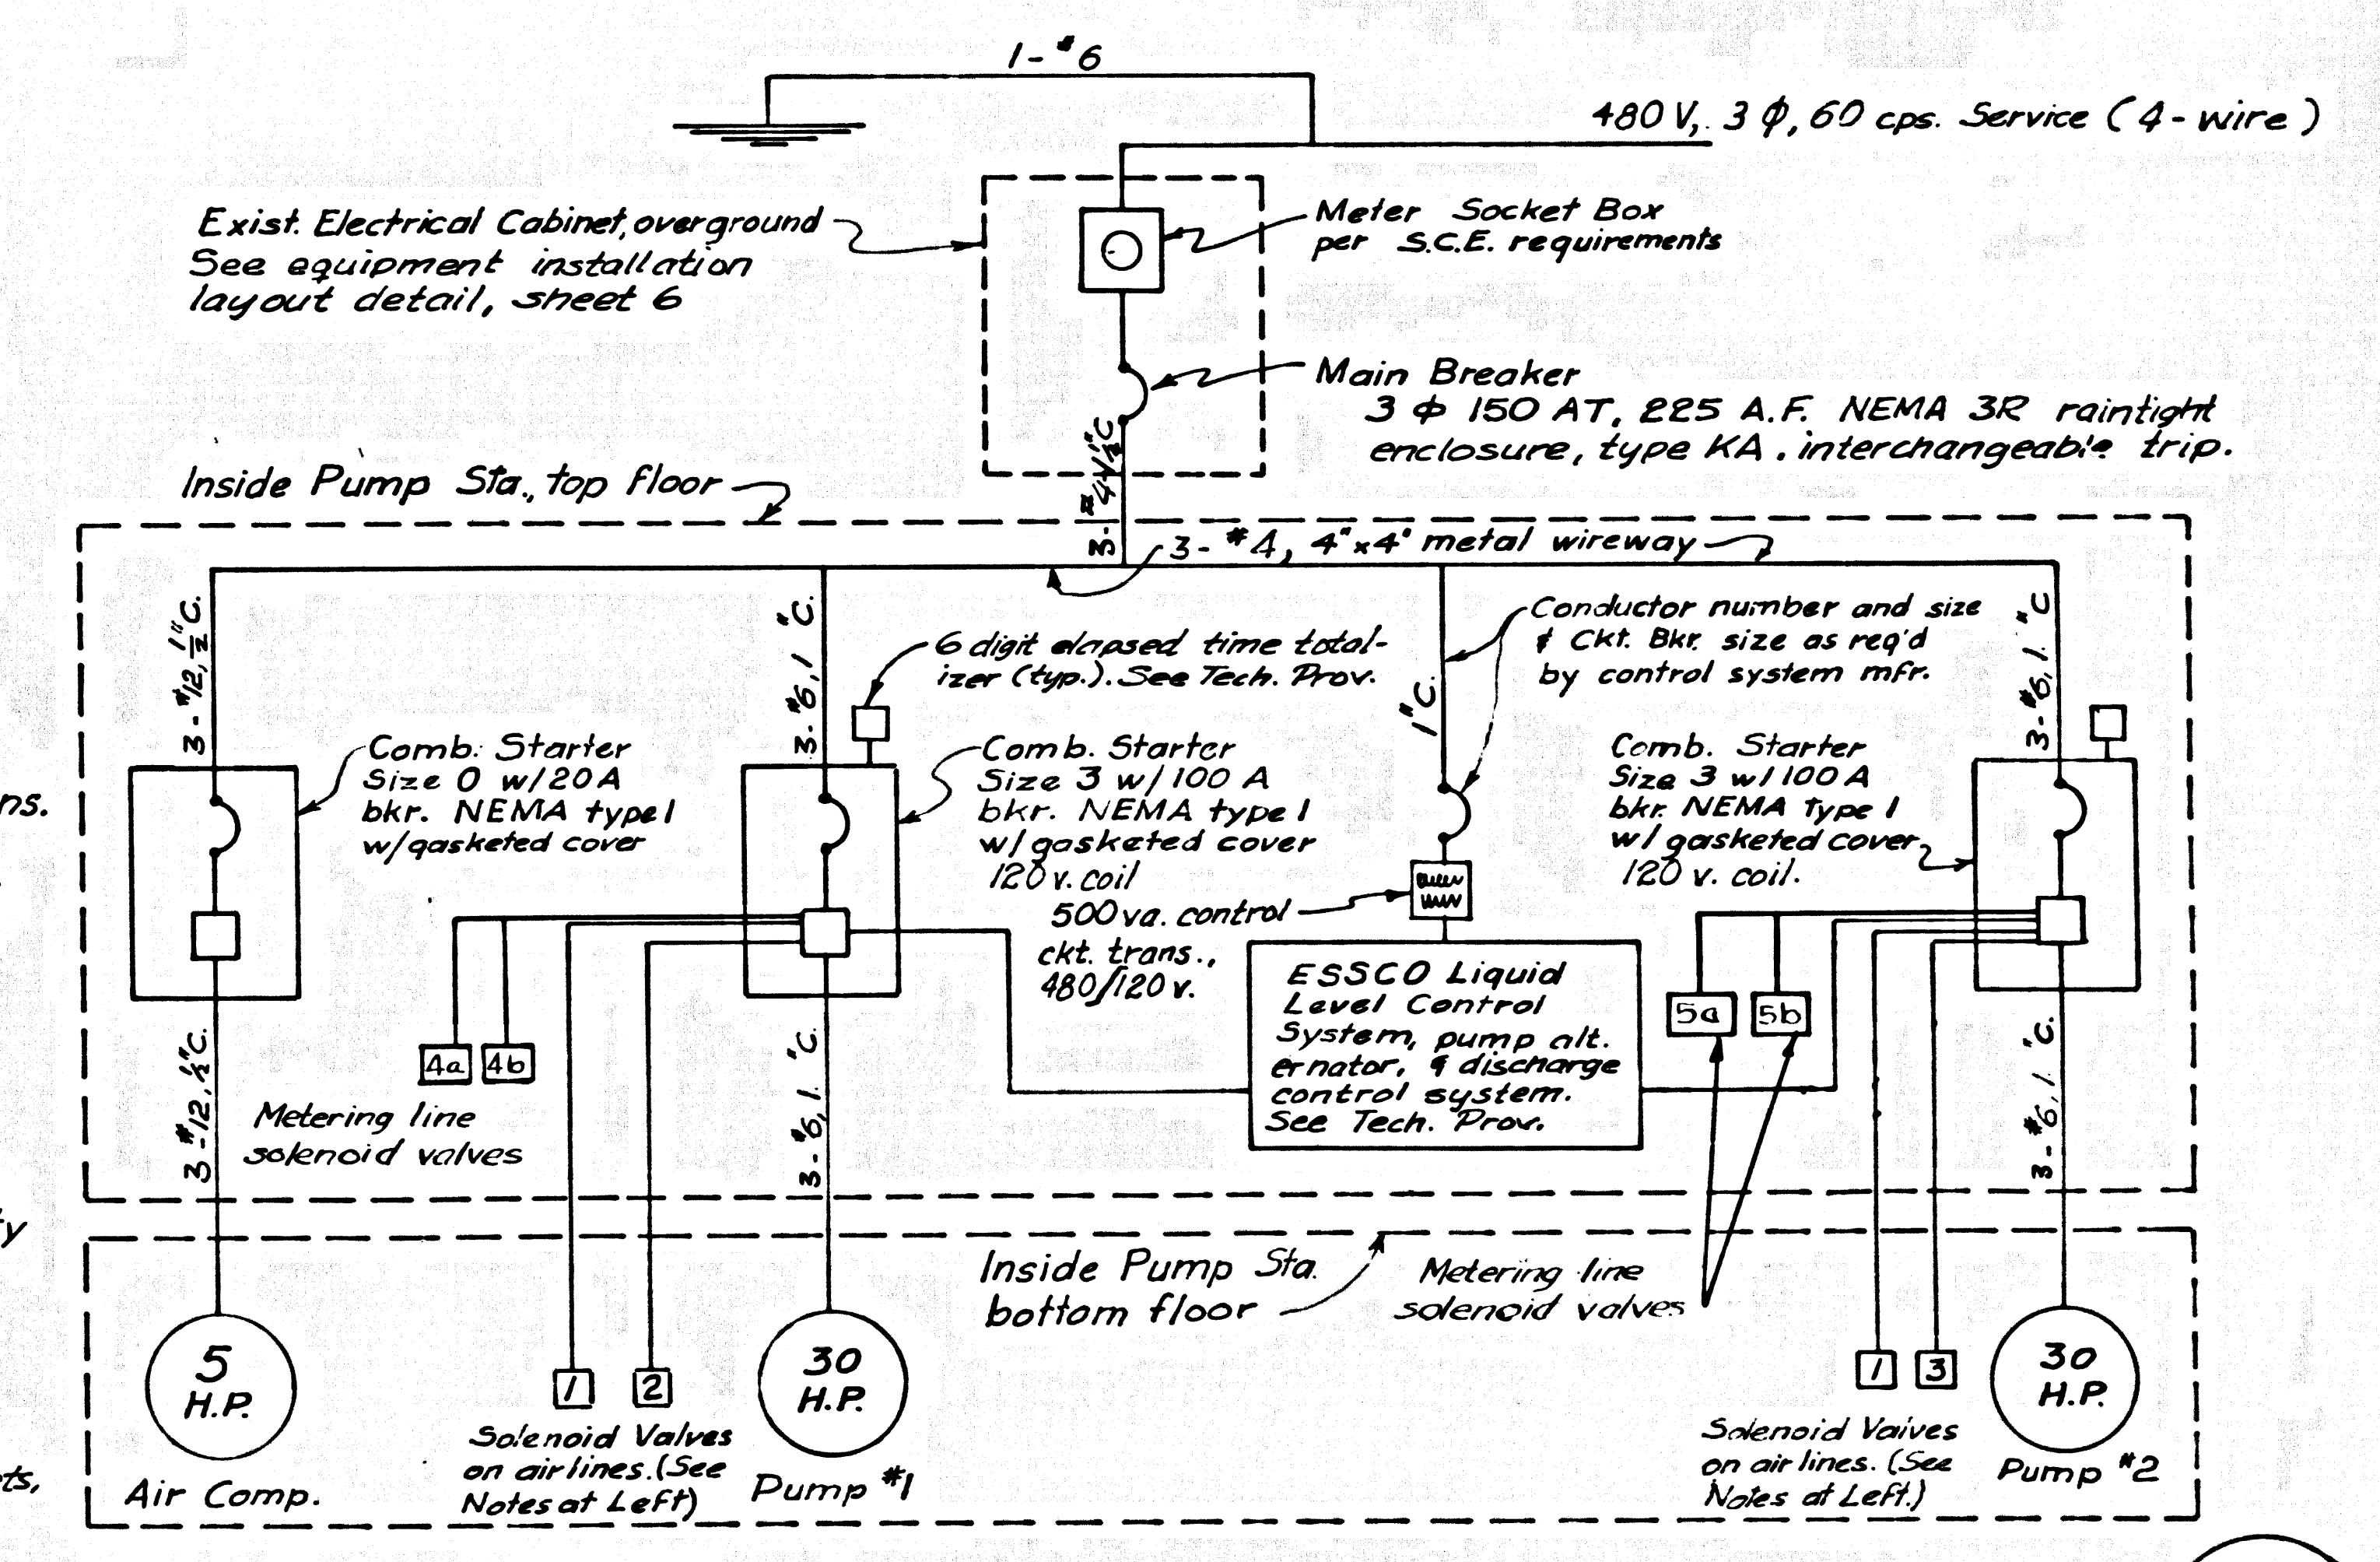 1-#6
480 V, 3 Φ, 60 cps. Service (4-wire)
Exist. Electrical Cabinet, overground
See equipment installation
layout detail, sheet 6
Meter Socket Box
per S.C.E. requirements
Main Breaker
3 Φ 150 AT, 225 A.F. NEMA 3R raintight
enclosure, type KA. interchangeable trip.
3-#4, 1½"C
Inside Pump Sta., top floor
3-#4, 4"x4" metal wireway
3-#12, ½"C.
3-#6, 1"C.
6 digit elapsed time total-
izer (typ.). See Tech. Prov.
1"C.
Conductor number and size
& Ckt. Bkr. size as req'd
by control system mfr.
3-#6, 1"C
Comb. Starter
Size 0 w/20A
bkr. NEMA type 1
w/gasketed cover
Comb. Starter
Size 3 w/100 A
bkr. NEMA type 1
w/gasketed cover
120 v. coil
500 va. control
ckt. trans.,
480/120 v.
Comb. Starter
Size 3 w/100 A
bkr. NEMA type 1
w/gasketed cover
120 v. coil.
ns.
ESSCO Liquid
Level Control
System, pump alt.
ernator, & discharge
control system.
See Tech. Prov.
5a
5b
4a
4b
Metering line
solenoid valves
3-#12, ½"C.
3-#6, 1"C.
3-#6, 1"C.
ty
Inside Pump Sta.
bottom floor
Metering line
solenoid valves
5
H.P.
Air Comp.
1
2
Solenoid Valves
on air lines. (See
Notes at Left)
30
H.P.
Pump #1
1
3
Solenoid Valves
on air lines. (See
Notes at Left.)
30
H.P.
Pump #2
ts,